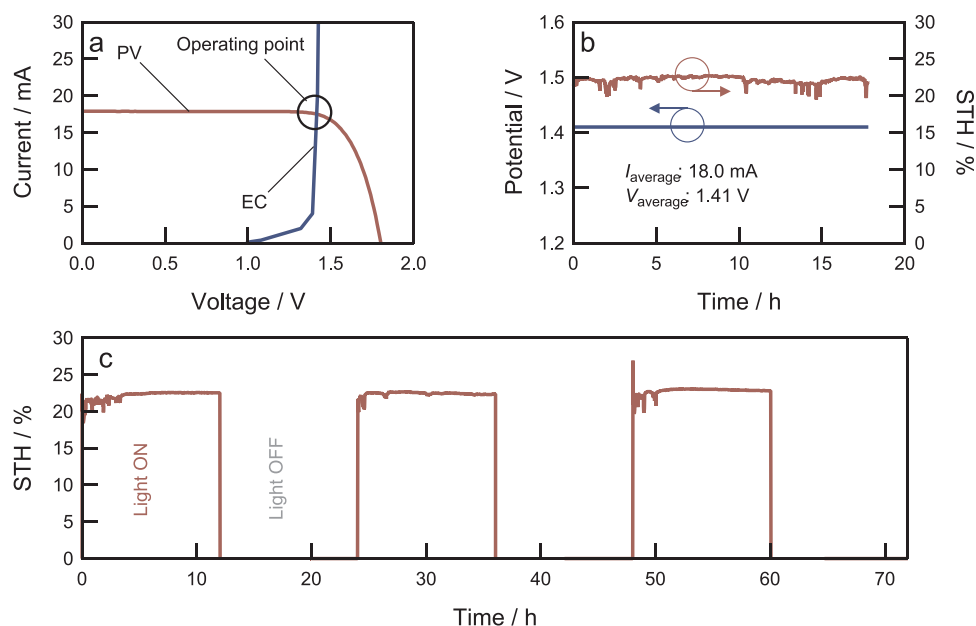 a
PV
Operating point
EC
Current / mA
30
25
20
15
10
5
0
0.0
0.5
1.0
1.5
2.0
Voltage / V
b
Potential / V
1.6
1.5
1.4
1.3
1.2
I average: 18.0 mA
V average: 1.41 V
30
25
20
15
10
5
0
STH / %
0
5
10
15
20
Time / h
c
STH / %
30
25
20
15
10
5
0
Light ON
Light OFF
0
10
20
30
40
50
60
70
Time / h